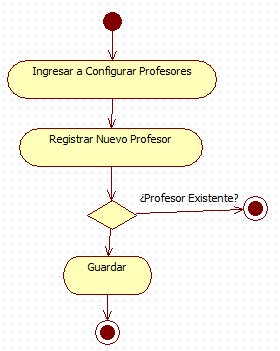 Ingresar a Configurar Profesores
Registrar Nuevo Profesor
¿Profesor Existente?
Guardar